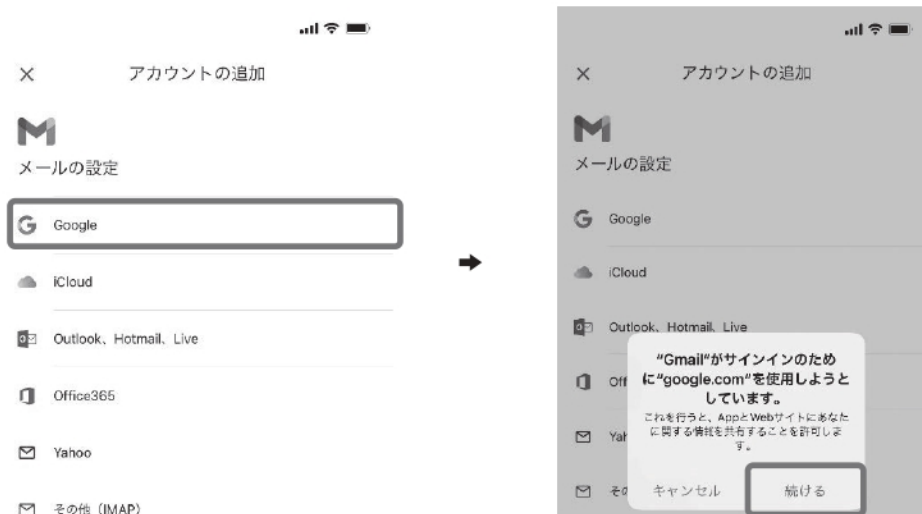 アカウントの追加
メールの設定
Google
iCloud
Outlook、Hotmail、Live
Office365
Yahoo
その他（IMAP）
アカウントの追加
メールの設定
Google
iCloud
Outlook、Hotmail、Live
Off
Yah
その
"Gmail"がサインインのため
に"google.com"を使用しようと
しています。
これを行うと、AppとWebサイトにあなた
に関する情報を共有することを許可しま
す。
キャンセル
続ける